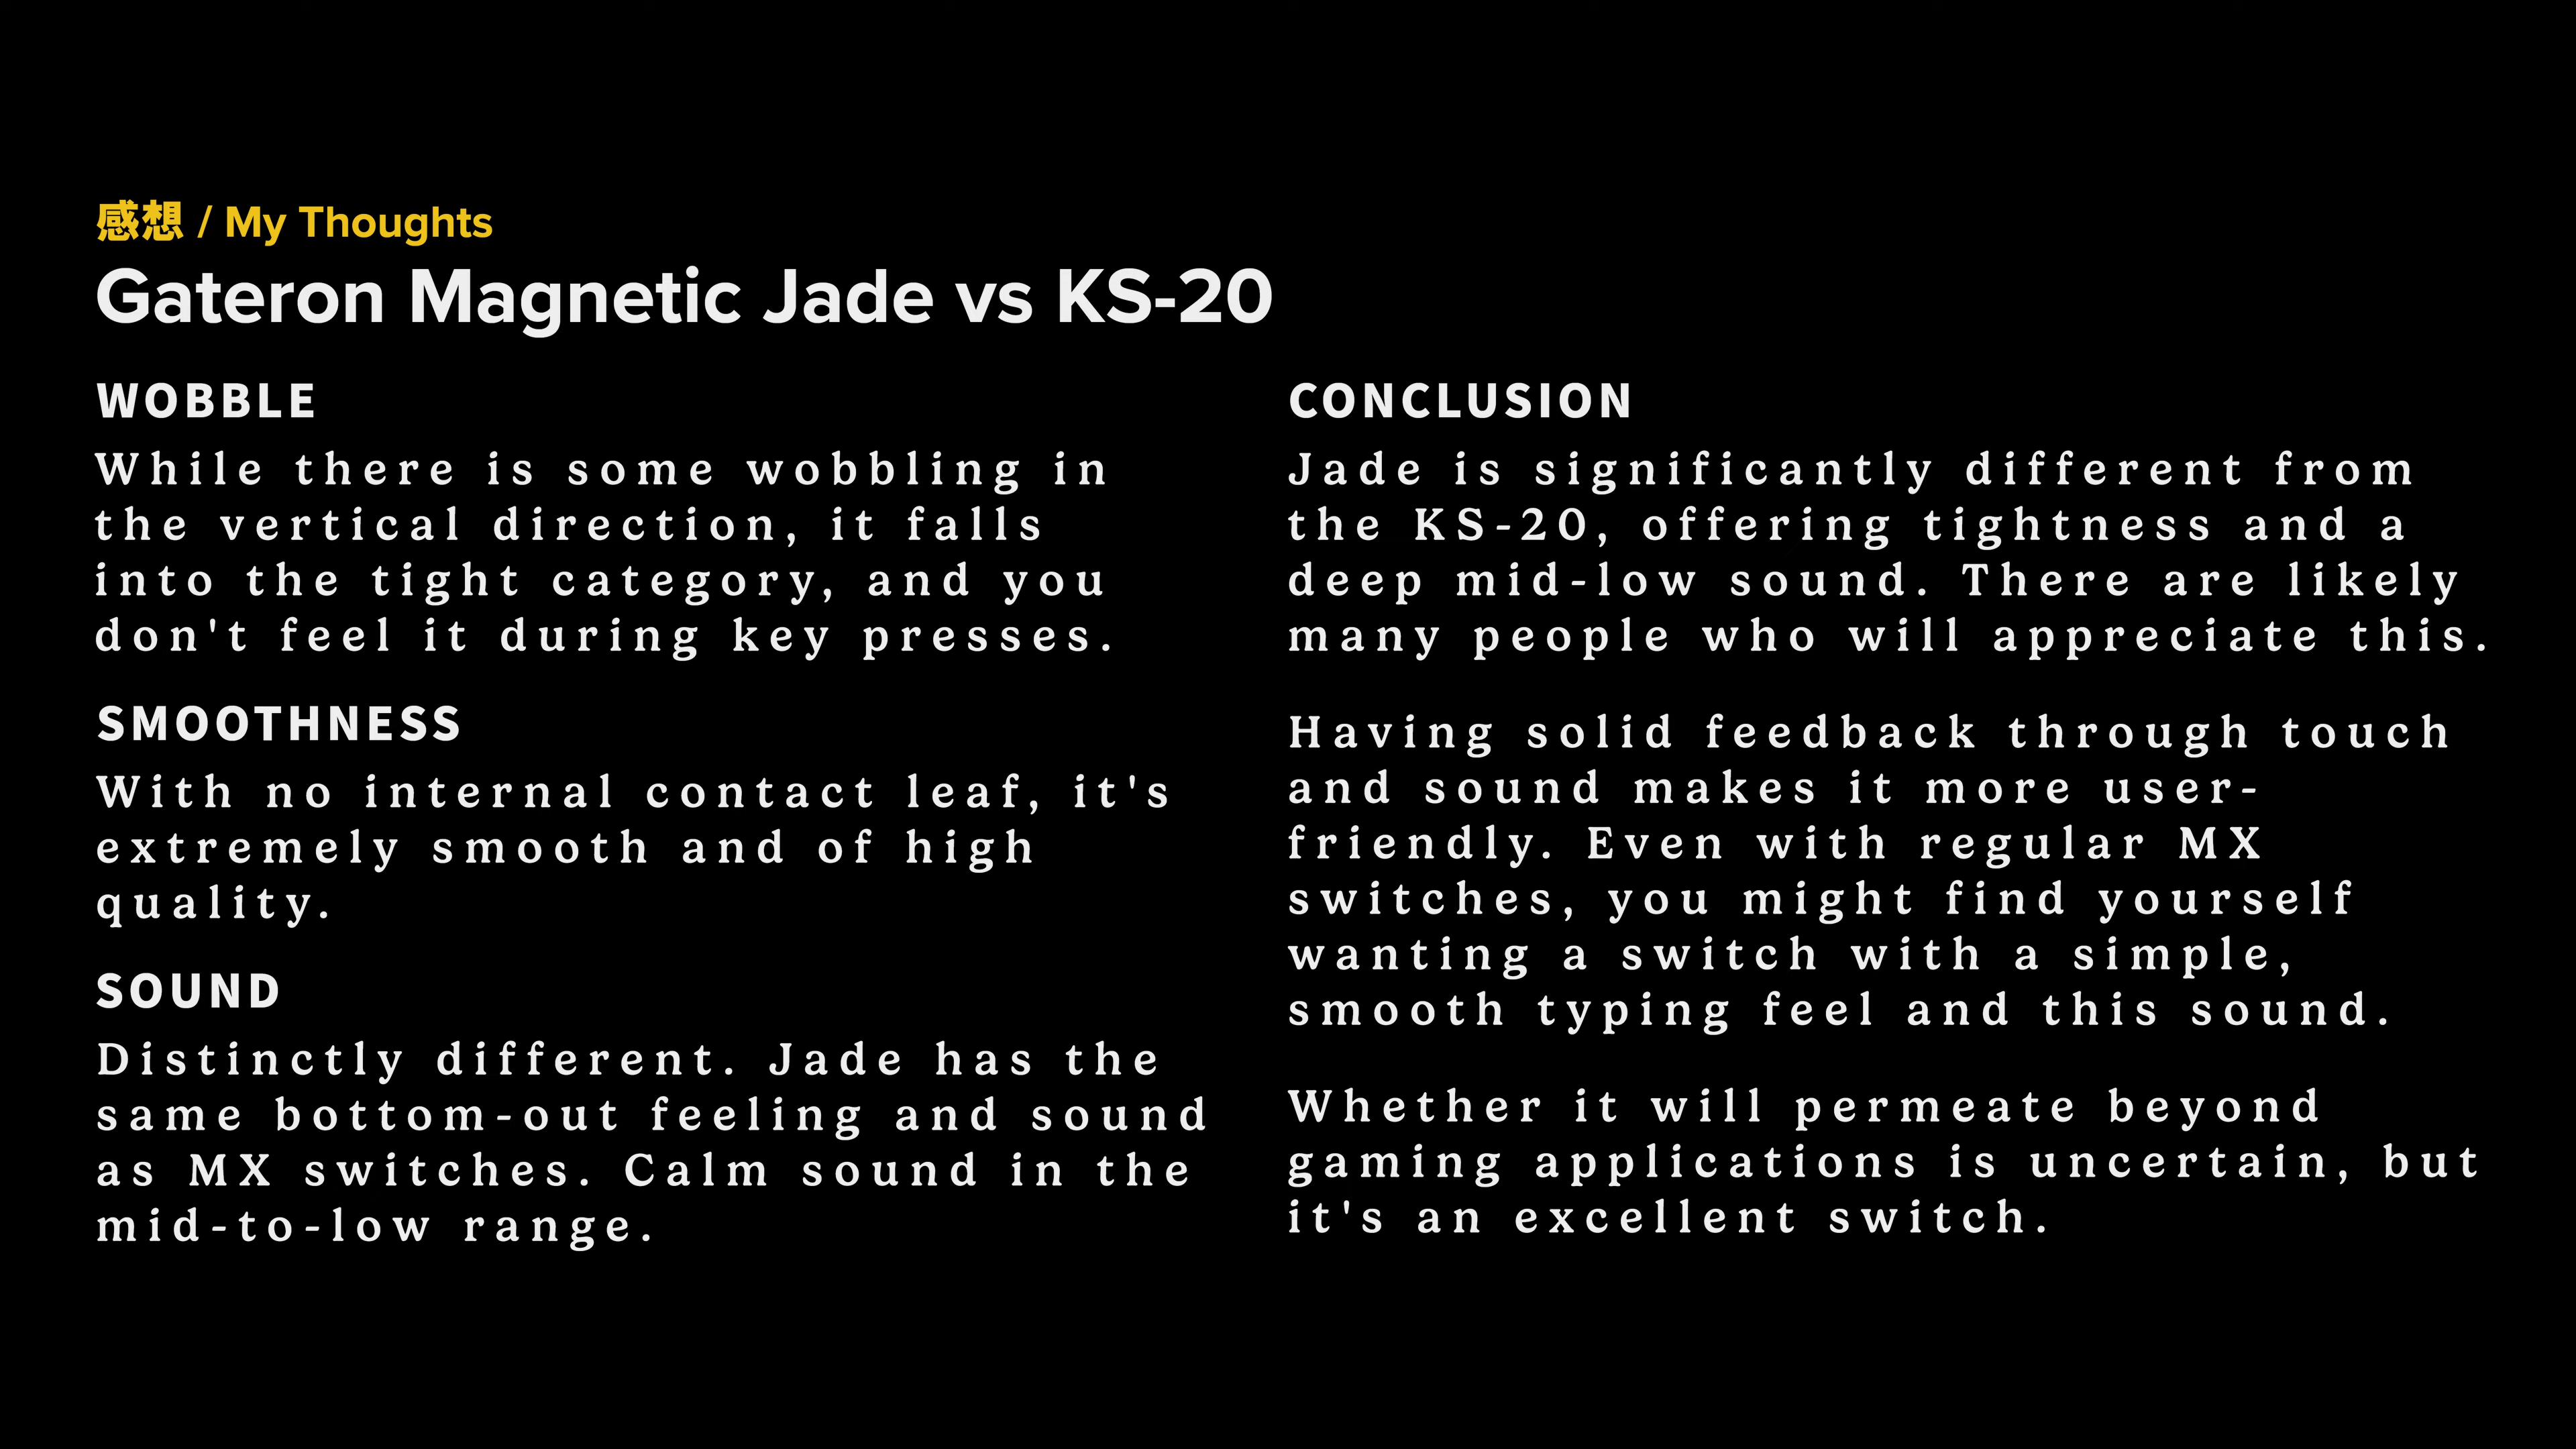 感想 / My Thoughts
Gateron Magnetic Jade vs KS-20
WOBBLE
While there is some wobbling in
the vertical direction, it falls
into the tight category, and you
don't feel it during key presses.
SMOOTHNESS
With no internal contact leaf, it's
extremely smooth and of high
quality.
SOUND
Distinctly different. Jade has the
same bottom-out feeling and sound
as MX switches. Calm sound in the
mid-to-low range.
CONCLUSION
Jade is significantly different from
the KS-20, offering tightness and a
deep mid-low sound. There are likely
many people who will appreciate this.
Having solid feedback through touch
and sound makes it more user-
friendly. Even with regular MX
switches, you might find yourself
wanting a switch with a simple,
smooth typing feel and this sound.
Whether it will permeate beyond
gaming applications is uncertain, but
it's an excellent switch.